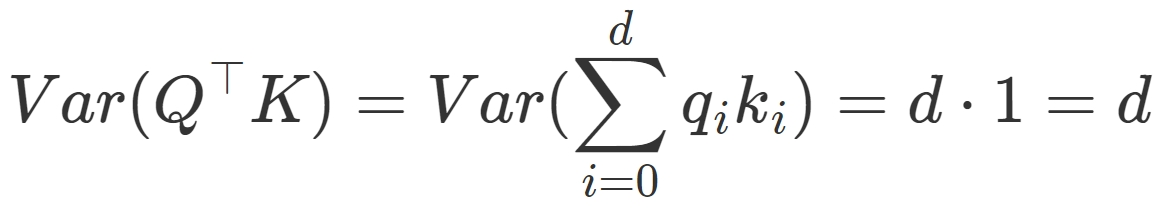 Var(Q^⊤K) = Var(\sum_{i=0}^{d} q_i k_i) = d · 1 = d